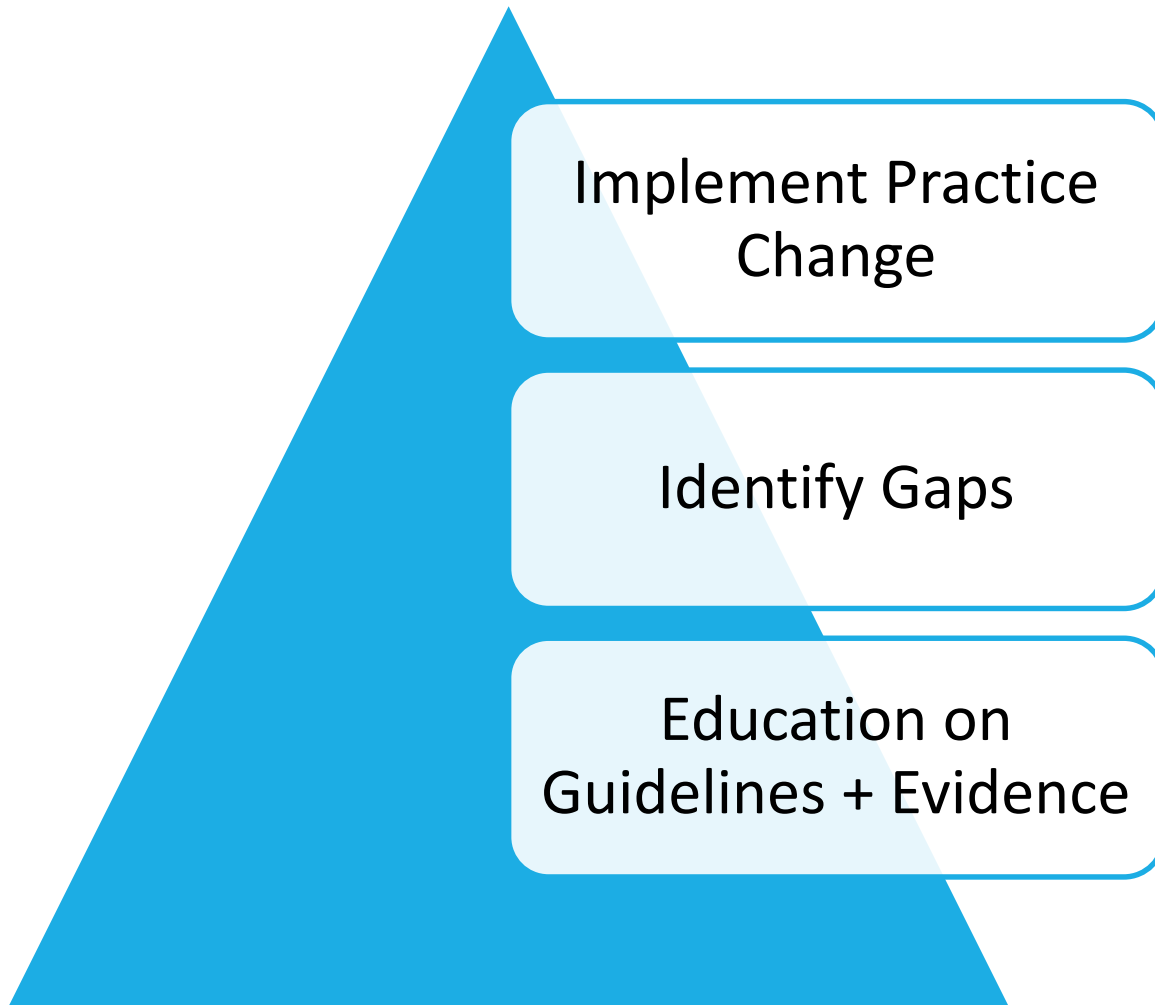 Implement Practice
Change
Identify Gaps
Education on
Guidelines + Evidence